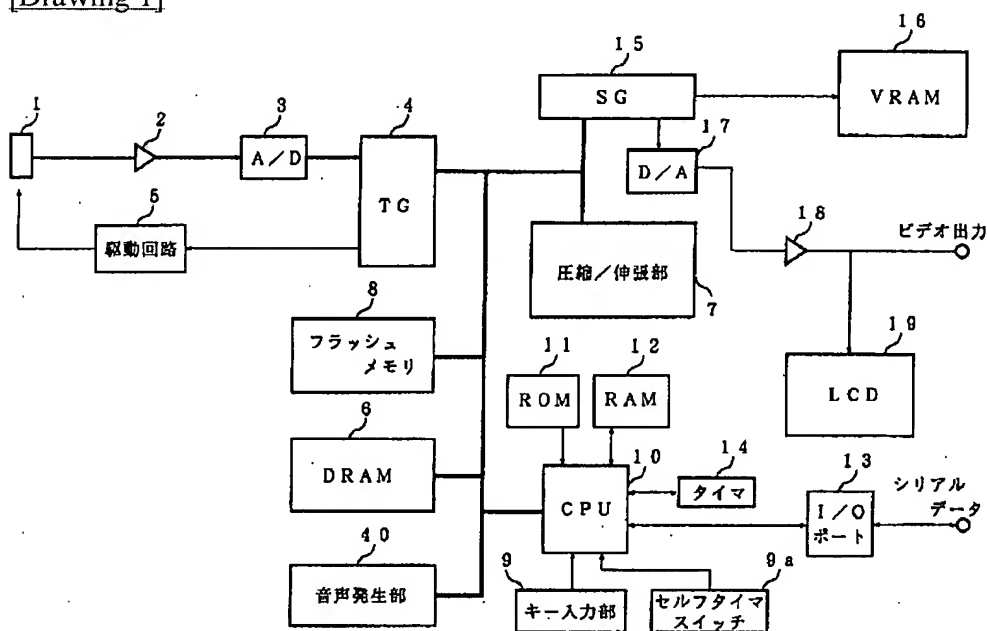 [Drawing 1]
1
2
3
A/D
4
TG
5
駆動回路
15
SG
16
VRAM
17
D/A
18
ビデオ出力
圧縮/伸張部
7
19
LCD
8
フラッシュ
メモリ
6
DRAM
40
音声発生部
11
ROM
12
RAM
10
CPU
14
タイマ
13
I/O
ポート
シリアル
データ
9
キー入力部
9a
セルフタイマ
スイッチ